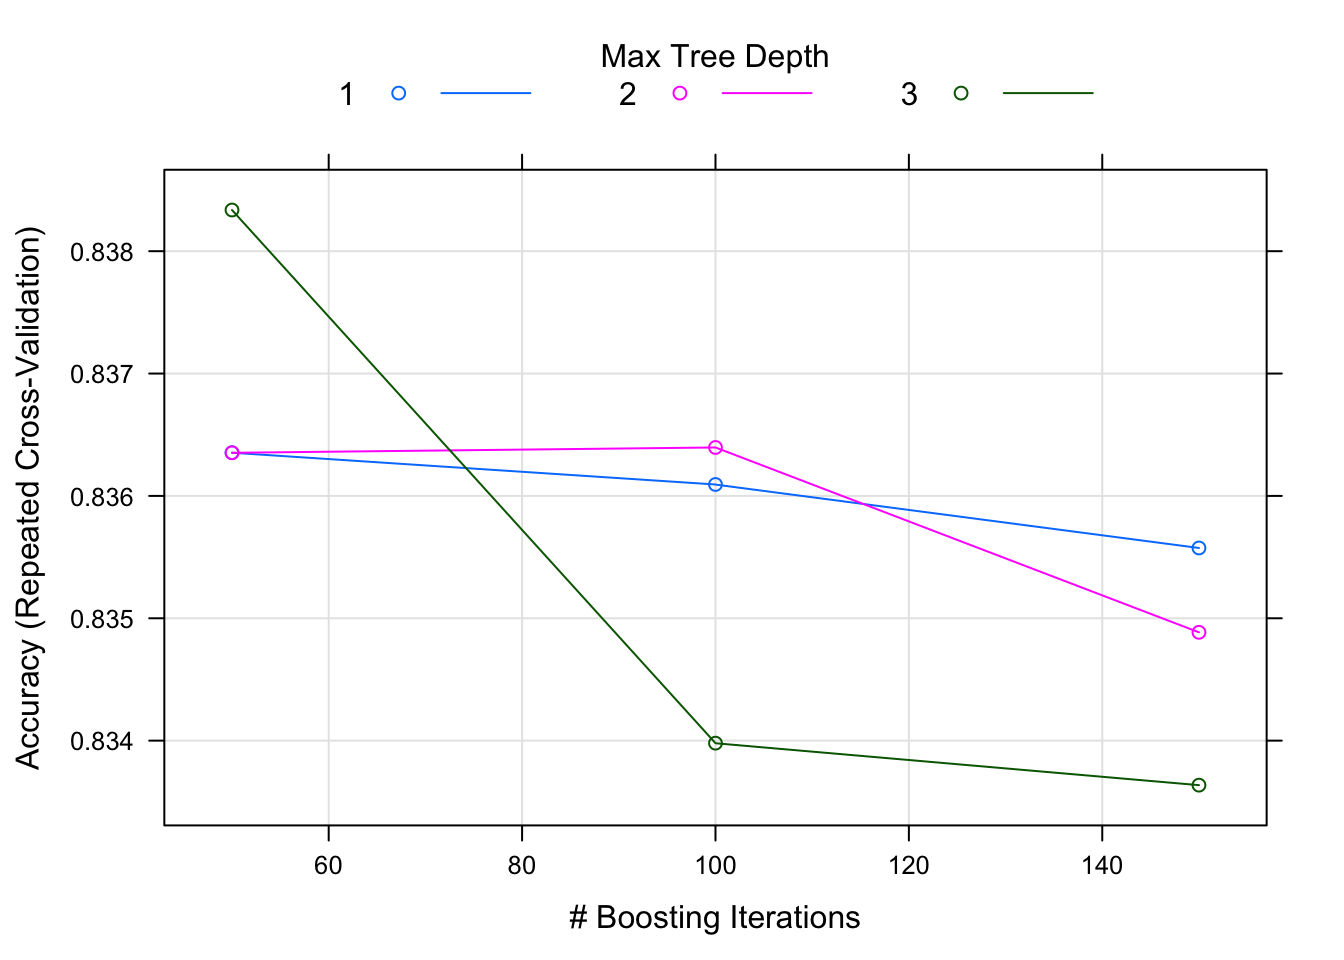 Max Tree Depth
1 2 3
0.838
0.837
0.836
0.835
0.834
Accuracy (Repeated Cross-Validation)
60 80 100 120 140
# Boosting Iterations